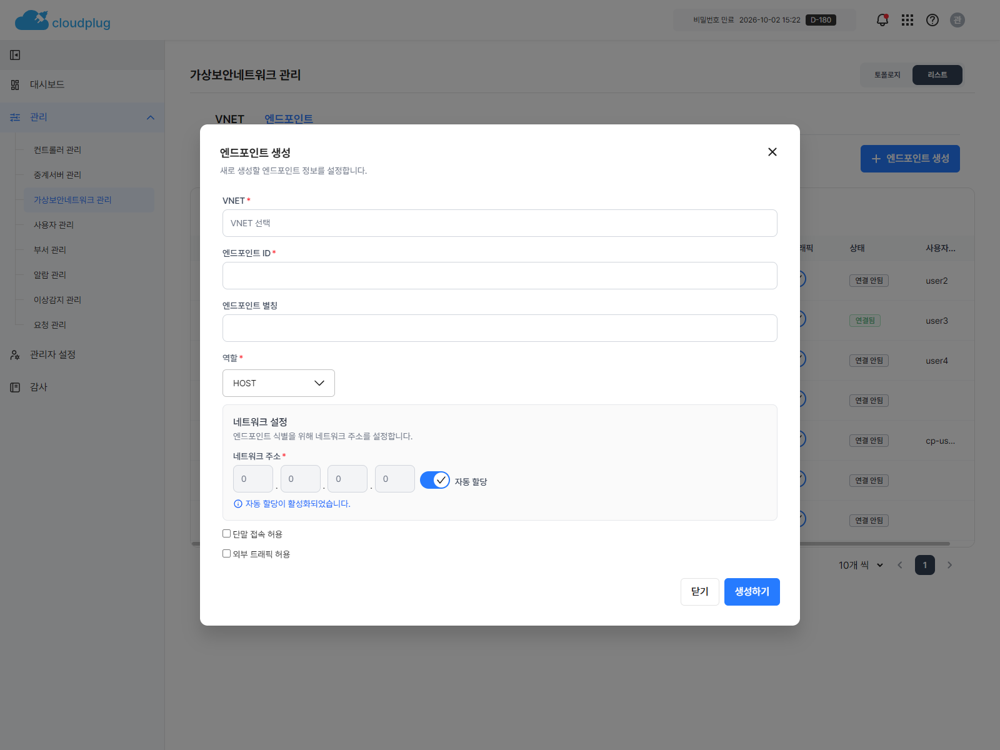 cloudplug
비밀번호 만료 2026-10-02 15:22 D-180
관
대시보드
관리
컨트롤러 관리
중계서버 관리
가상보안네트워크 관리
사용자 관리
부서 관리
알람 관리
이상감지 관리
요청 관리
관리자 설정
감사
가상보안네트워크 관리
토폴로지 리스트
VNET 엔드포인트
엔드포인트 생성
상태 사용자...
연결 안됨 user2
연결됨 user3
연결 안됨 user4
연결 안됨
연결 안됨 cp-us...
연결 안됨
연결 안됨
10개 씩 1
엔드포인트 생성
새로 생성할 엔드포인트 정보를 설정합니다.
VNET*
VNET 선택
엔드포인트 ID*
엔드포인트 별칭
역할*
HOST
네트워크 설정
엔드포인트 식별을 위해 네트워크 주소를 설정합니다.
네트워크 주소*
0 . 0 . 0 . 0 자동 할당
자동 할당이 활성화되었습니다.
단말 접속 허용
외부 트래픽 허용
닫기 생성하기